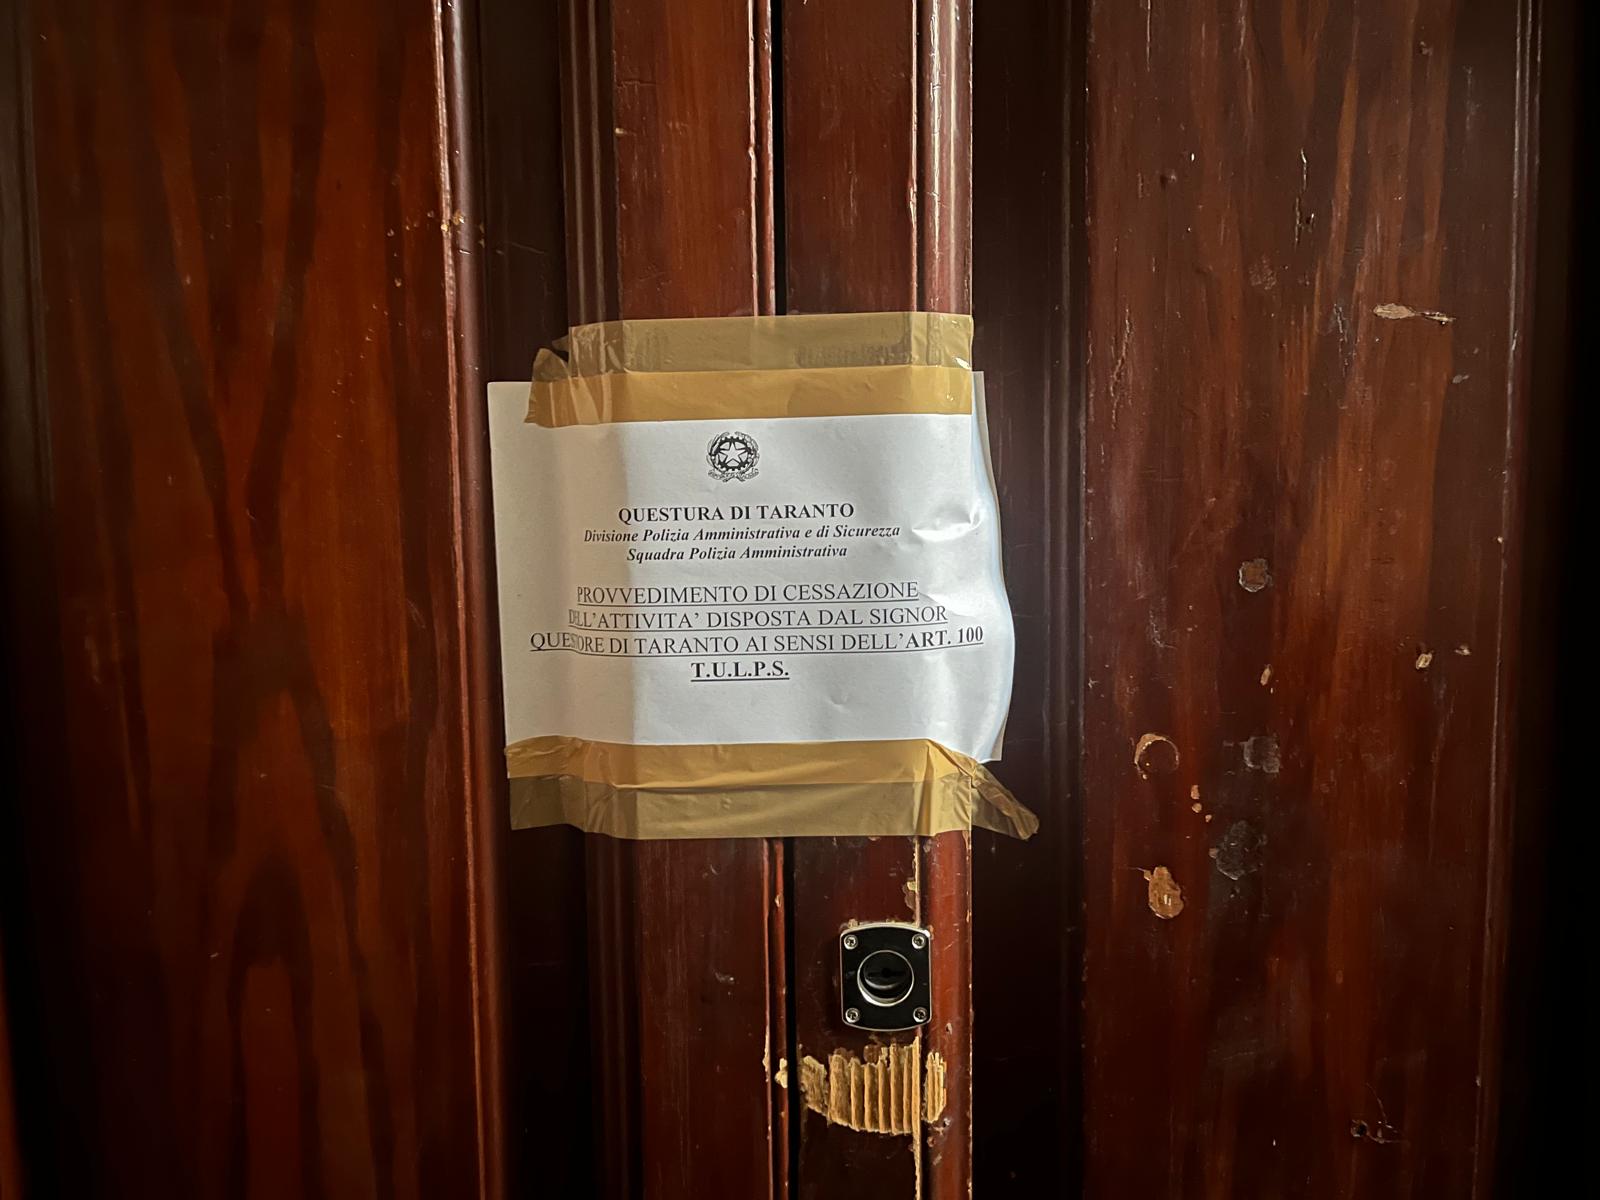 QUESTURA DI TARANTO
Divisione Polizia Amministrativa e di Sicurezza
Squadra Polizia Amministrativa
PROVVEDIMENTO DI CESSAZIONE
DELL'ATTIVITA' DISPOSTA DAL SIGNOR
QUESTORE DI TARANTO AI SENSI DELL'ART. 100
T.U.L.P.S.